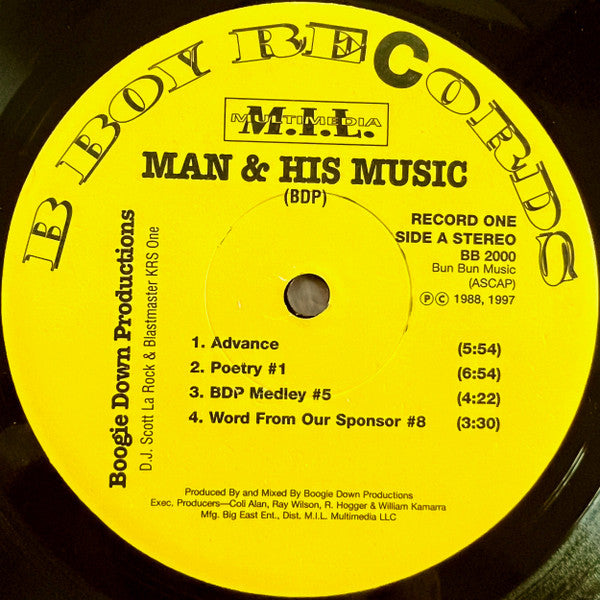 B BOY RECORDS
MULTIMEDIA
M.I.L.
MAN & HIS MUSIC
(BDP)
RECORD ONE
SIDE A STEREO
BB 2000
Bun Bun Music
(ASCAP)
Ⓟ© 1988, 1997
Boogie Down Productions
D.J. Scott La Rock & Blastmaster KRS One
1. Advance (5:54)
2. Poetry #1 (6:54)
3. BDP Medley #5 (4:22)
4. Word From Our Sponsor #8 (3:30)
Produced By and Mixed By Boogie Down Productions
Exec. Producers—Coli Alan, Ray Wilson, R. Hogger & William Kamarra
Mfg. Big East Ent., Dist. M.I.L. Multimedia LLC